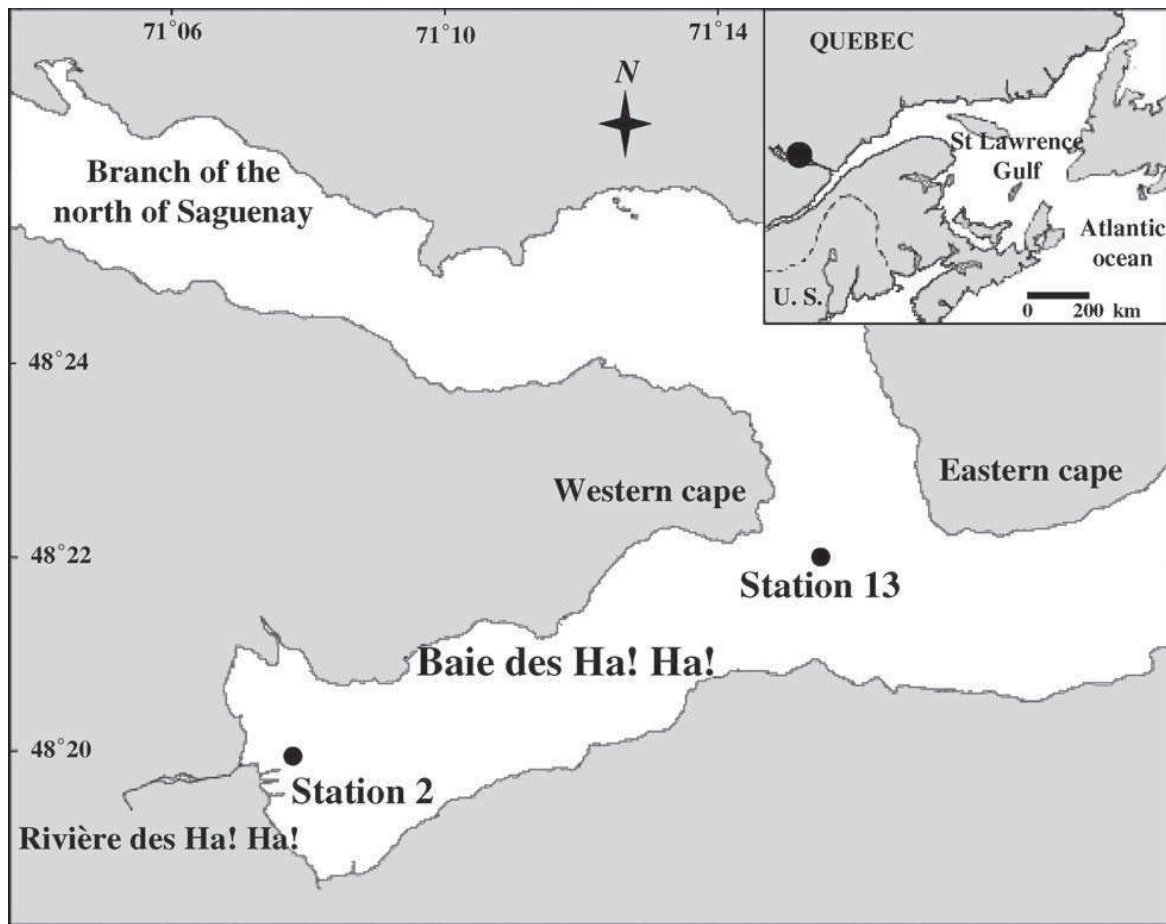 71°06
71°10
71°14
N
QUEBEC
St Lawrence
Gulf
Atlantic
ocean
U. S.
0 200 km
Branch of the
north of Saguenay
48°24
Western cape
Eastern cape
48°22
Station 13
Baie des Ha! Ha!
48°20
Station 2
Rivière des Ha! Ha!